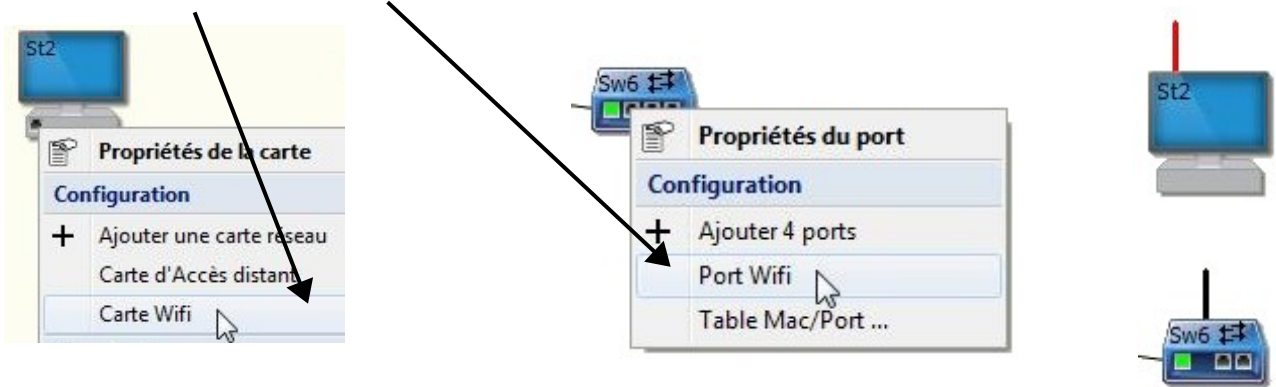 St2
Propriétés de la carte
Configuration
Ajouter une carte réseau
Carte d'Accès distant
Carte Wifi
Sw6
Propriétés du port
Configuration
Ajouter 4 ports
Port Wifi
Table Mac/Port ...
St2
Sw6